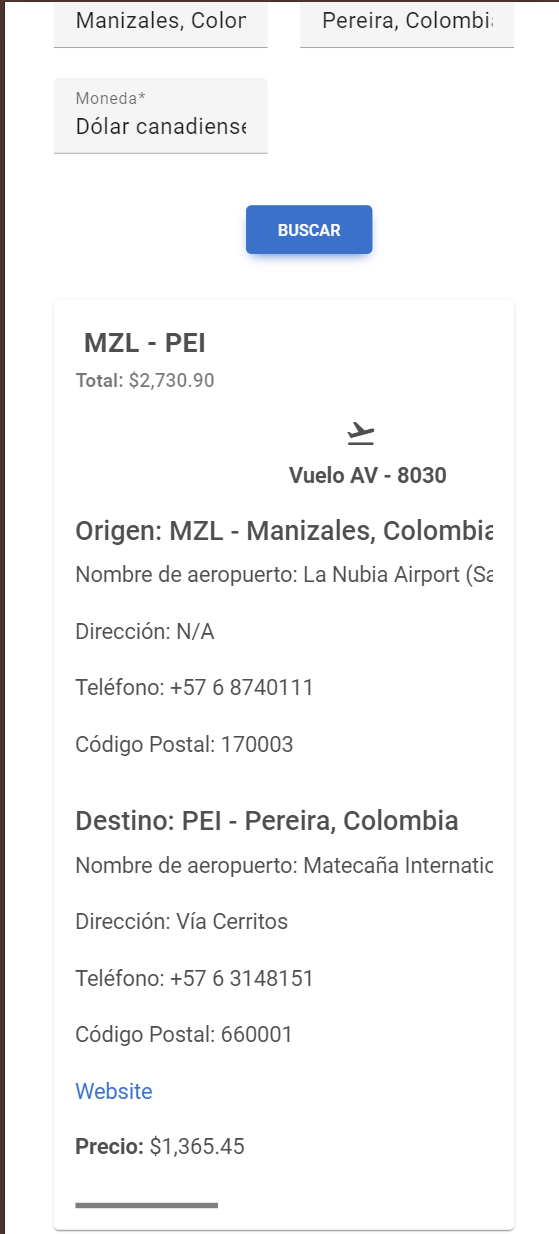 Manizales, Color
Pereira, Colombi
Moneda*
Dólar canadiense
BUSCAR
MZL - PEI
Total: $2,730.90
Vuelo AV - 8030
Origen: MZL - Manizales, Colombia
Nombre de aeropuerto: La Nubia Airport (Sa
Dirección: N/A
Teléfono: +57 6 8740111
Código Postal: 170003
Destino: PEI - Pereira, Colombia
Nombre de aeropuerto: Matecaña Internatic
Dirección: Vía Cerritos
Teléfono: +57 6 3148151
Código Postal: 660001
Website
Precio: $1,365.45